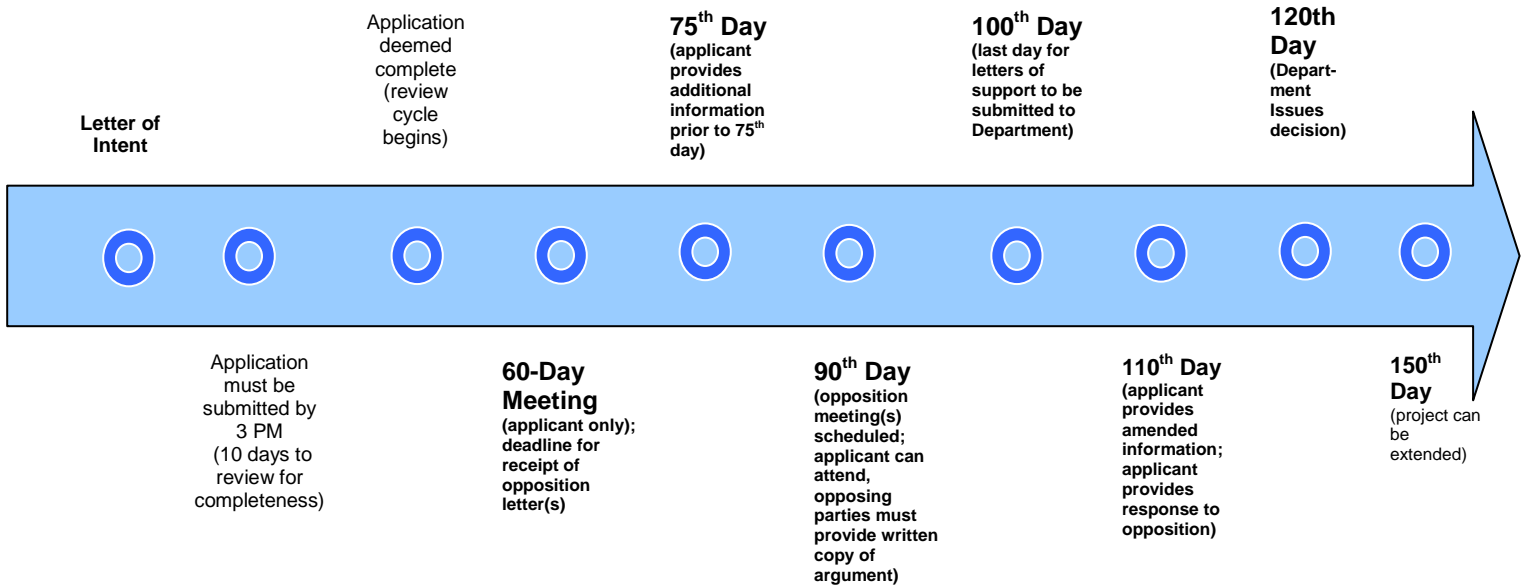 Letter of
Intent
Application
must be
submitted by
3 PM
(10 days to
review for
completeness)
Application
deemed
complete
(review
cycle
begins)
60-Day
Meeting
(applicant only);
deadline for
receipt of
opposition
letter(s)
75th Day
(applicant
provides
additional
information
prior to 75th
day)
90th Day
(opposition
meeting(s)
scheduled;
applicant can
attend,
opposing
parties must
provide written
copy of
argument)
100th Day
(last day for
letters of
support to be
submitted to
Department)
110th Day
(applicant
provides
amended
information;
applicant
provides
response to
opposition)
120th
Day
(Depart-
ment
Issues
decision)
150th
Day
(project can
be
extended)